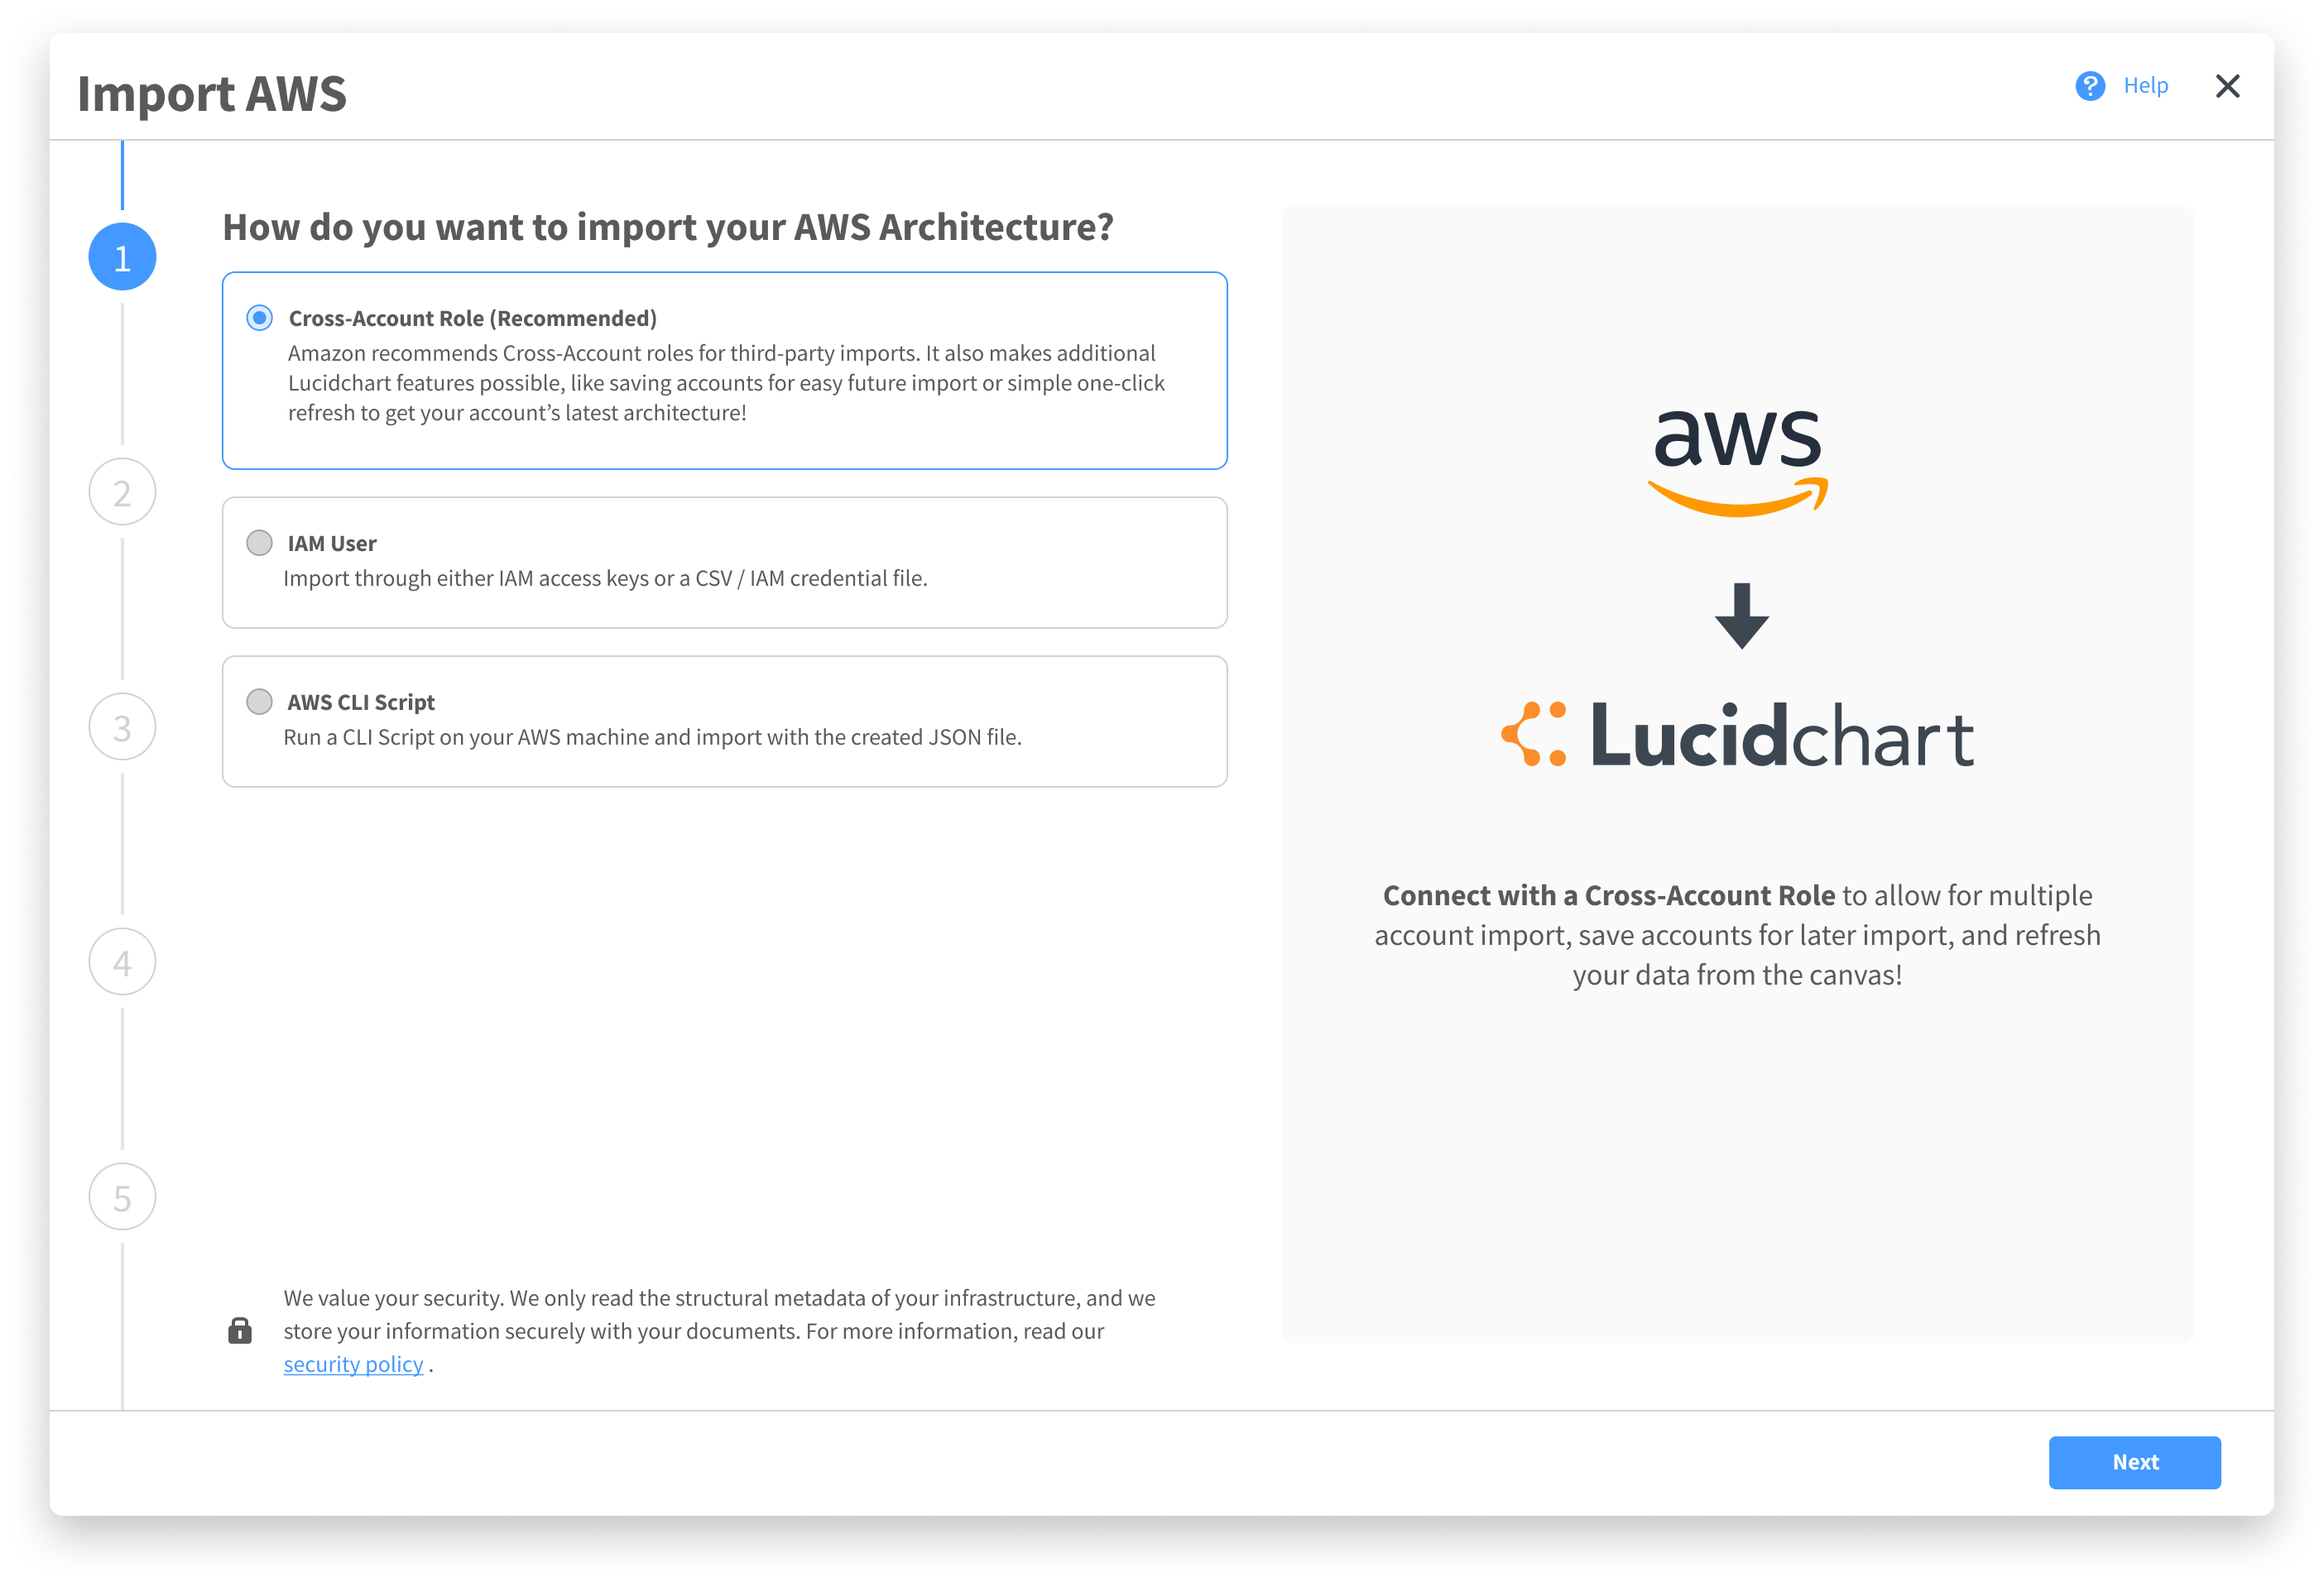 Import AWS
? Help
1
How do you want to import your AWS Architecture?
Cross-Account Role (Recommended)
Amazon recommends Cross-Account roles for third-party imports. It also makes additional
Lucidchart features possible, like saving accounts for easy future import or simple one-click
refresh to get your account’s latest architecture!
2
IAM User
Import through either IAM access keys or a CSV / IAM credential file.
3
AWS CLI Script
Run a CLI Script on your AWS machine and import with the created JSON file.
4
5
We value your security. We only read the structural metadata of your infrastructure, and we
store your information securely with your documents. For more information, read our
security policy .
aws
Lucidchart
Connect with a Cross-Account Role to allow for multiple
account import, save accounts for later import, and refresh
your data from the canvas!
Next